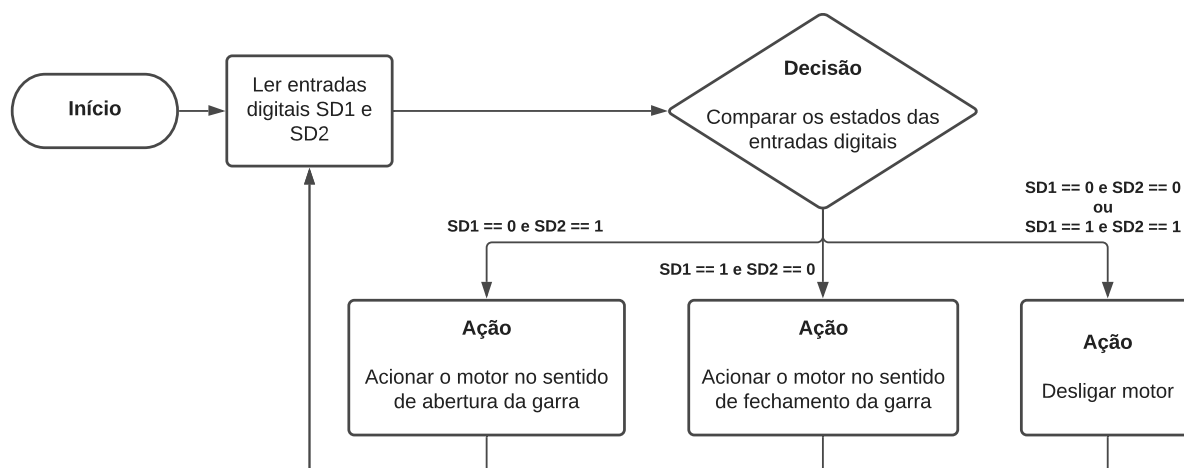 Início
Ler entradas
digitais SD1 e
SD2
Decisão
Comparar os estados das
entradas digitais
SD1 == 0 e SD2 == 1
SD1 == 1 e SD2 == 0
SD1 == 0 e SD2 == 0
ou
SD1 == 1 e SD2 == 1
Ação
Acionar o motor no sentido
de abertura da garra
Ação
Acionar o motor no sentido
de fechamento da garra
Ação
Desligar motor